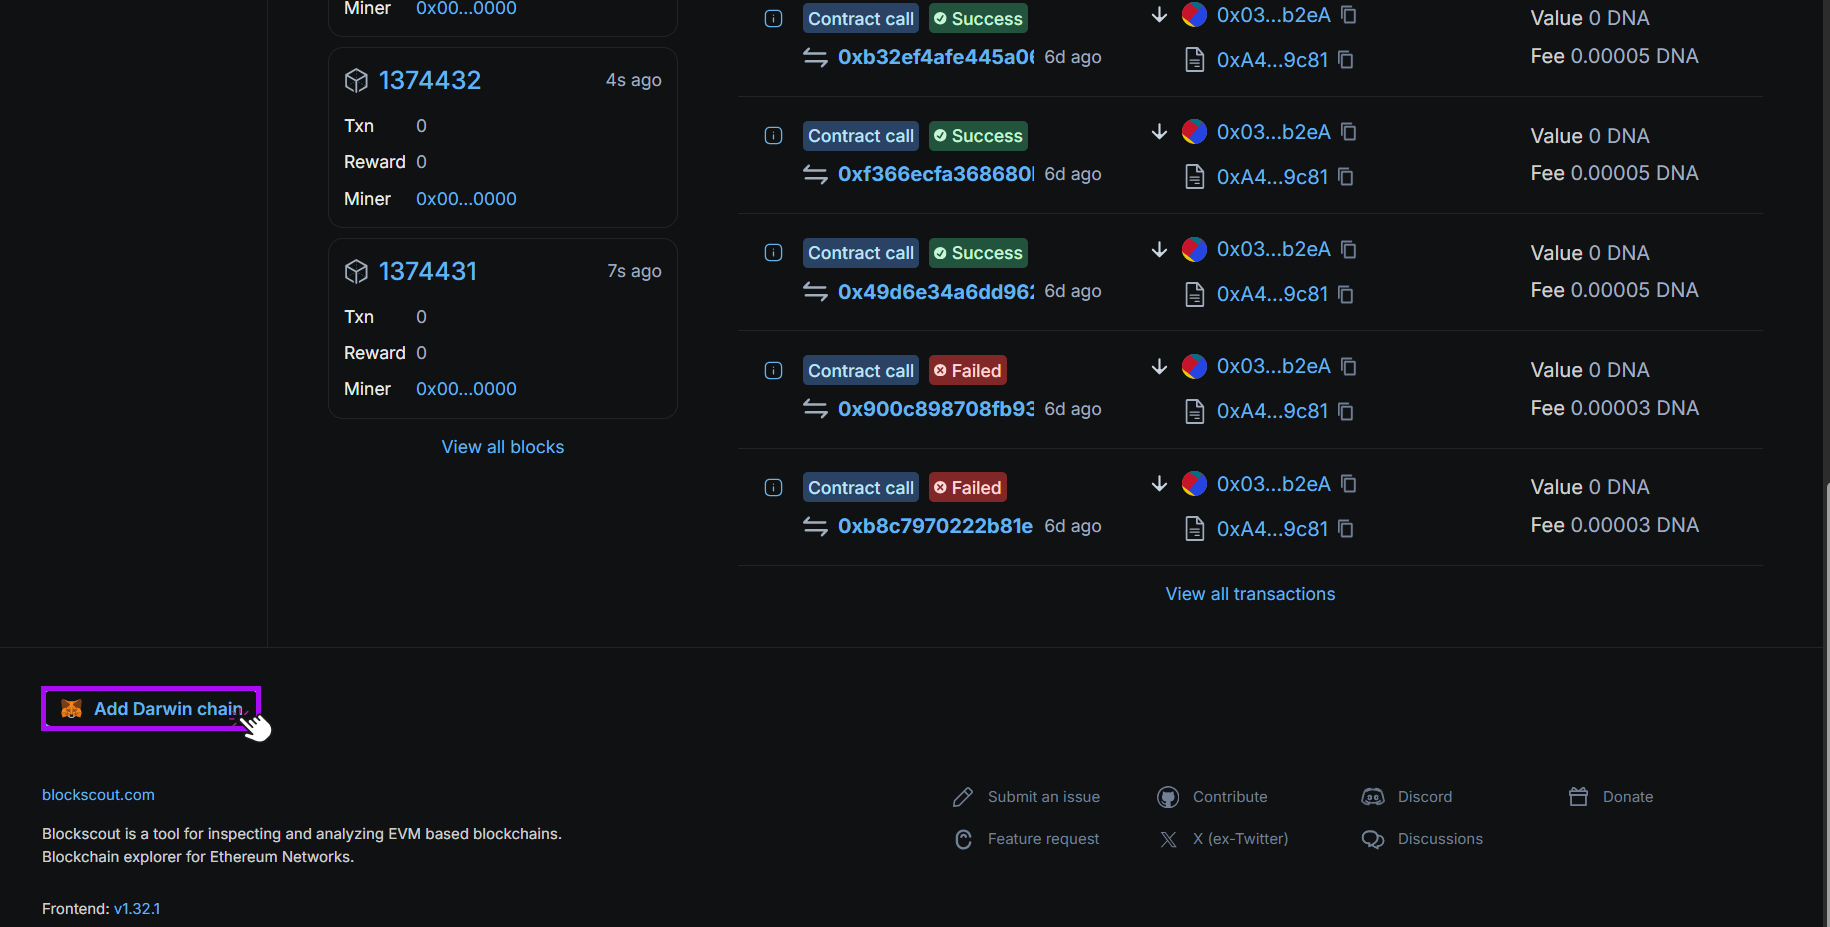 Miner 0x00...0000
1374432 4s ago
Txn 0
Reward 0
Miner 0x00...0000
1374431 7s ago
Txn 0
Reward 0
Miner 0x00...0000
View all blocks
Contract call Success 0x03...b2eA Value 0 DNA
0xb32ef4afe445a06 6d ago 0xA4...9c81 Fee 0.00005 DNA
Contract call Success 0x03...b2eA Value 0 DNA
0xf366ecfa368680 6d ago 0xA4...9c81 Fee 0.00005 DNA
Contract call Success 0x03...b2eA Value 0 DNA
0x49d6e34a6dd962 6d ago 0xA4...9c81 Fee 0.00005 DNA
Contract call Failed 0x03...b2eA Value 0 DNA
0x900c898708fb93 6d ago 0xA4...9c81 Fee 0.00003 DNA
Contract call Failed 0x03...b2eA Value 0 DNA
0xb8c7970222b81e 6d ago 0xA4...9c81 Fee 0.00003 DNA
View all transactions
Add Darwin chain
blockscout.com
Blockscout is a tool for inspecting and analyzing EVM based blockchains.
Blockchain explorer for Ethereum Networks.
Frontend: v1.32.1
Submit an issue Contribute Discord Donate
Feature request X (ex-Twitter) Discussions